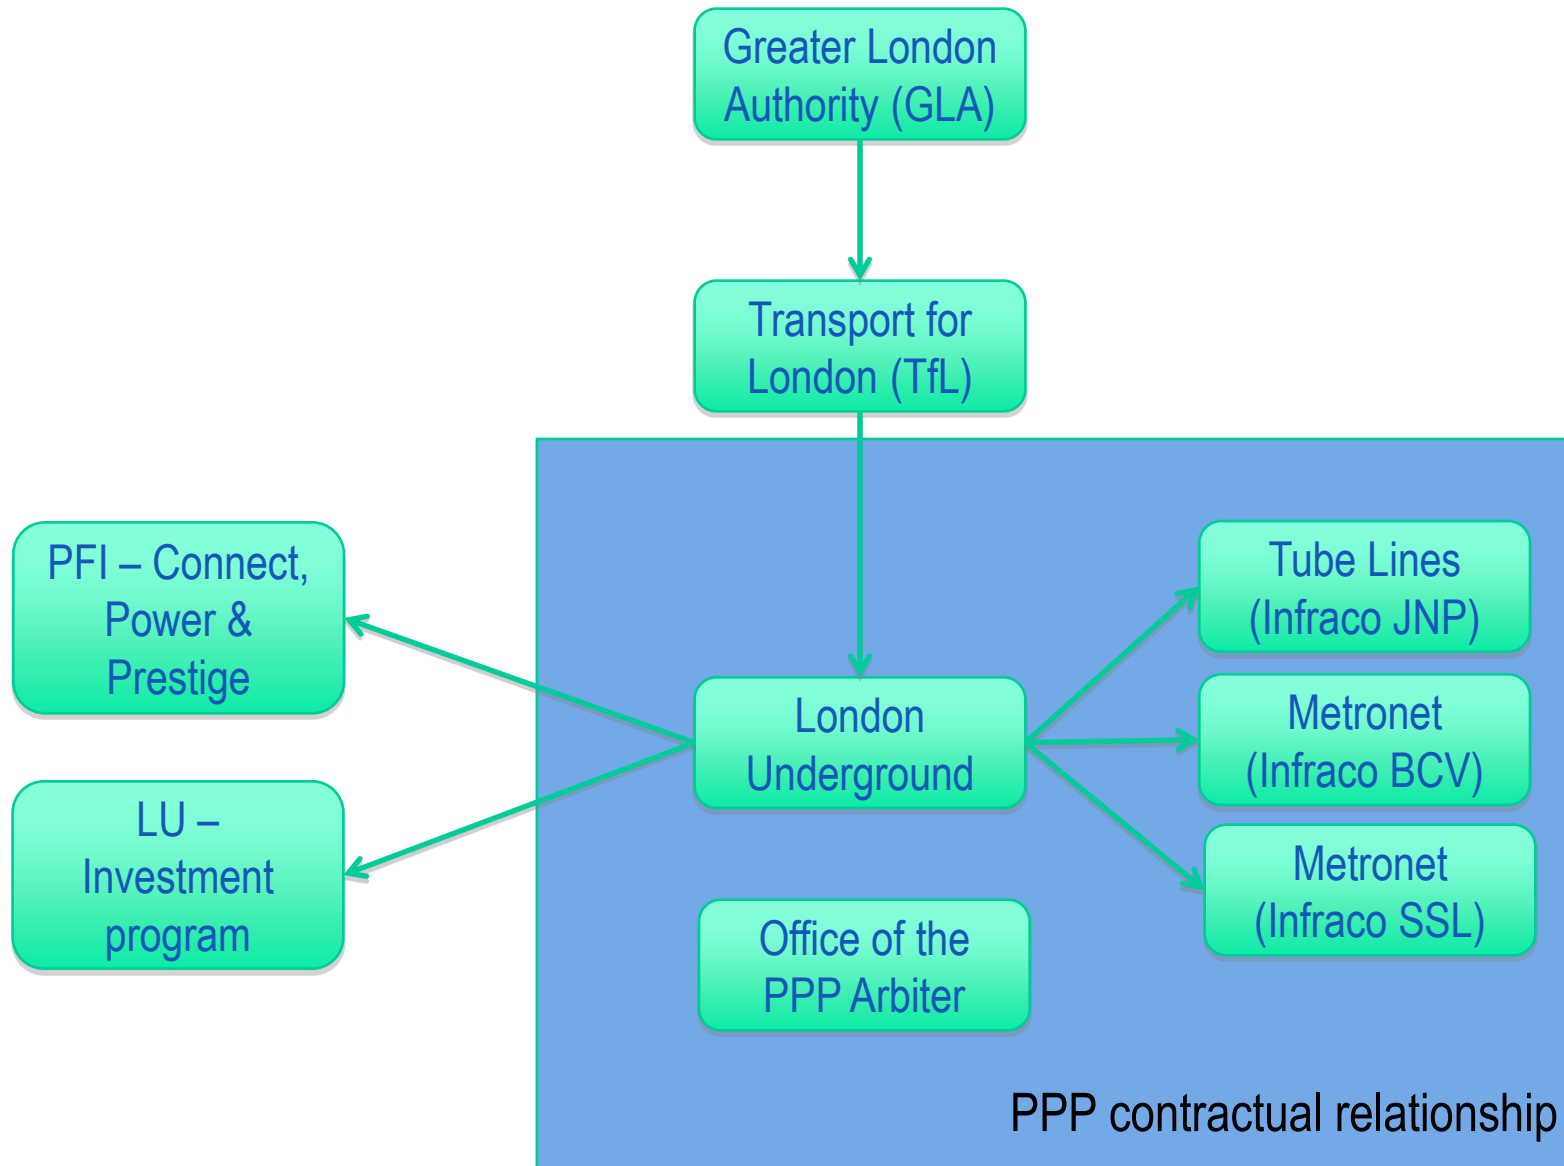 Greater London
Authority (GLA)
Transport for
London (TfL)
PFI – Connect,
Power &
Prestige
LU –
Investment
program
London
Underground
Office of the
PPP Arbiter
Tube Lines
(Infraco JNP)
Metronet
(Infraco BCV)
Metronet
(Infraco SSL)
PPP contractual relationship